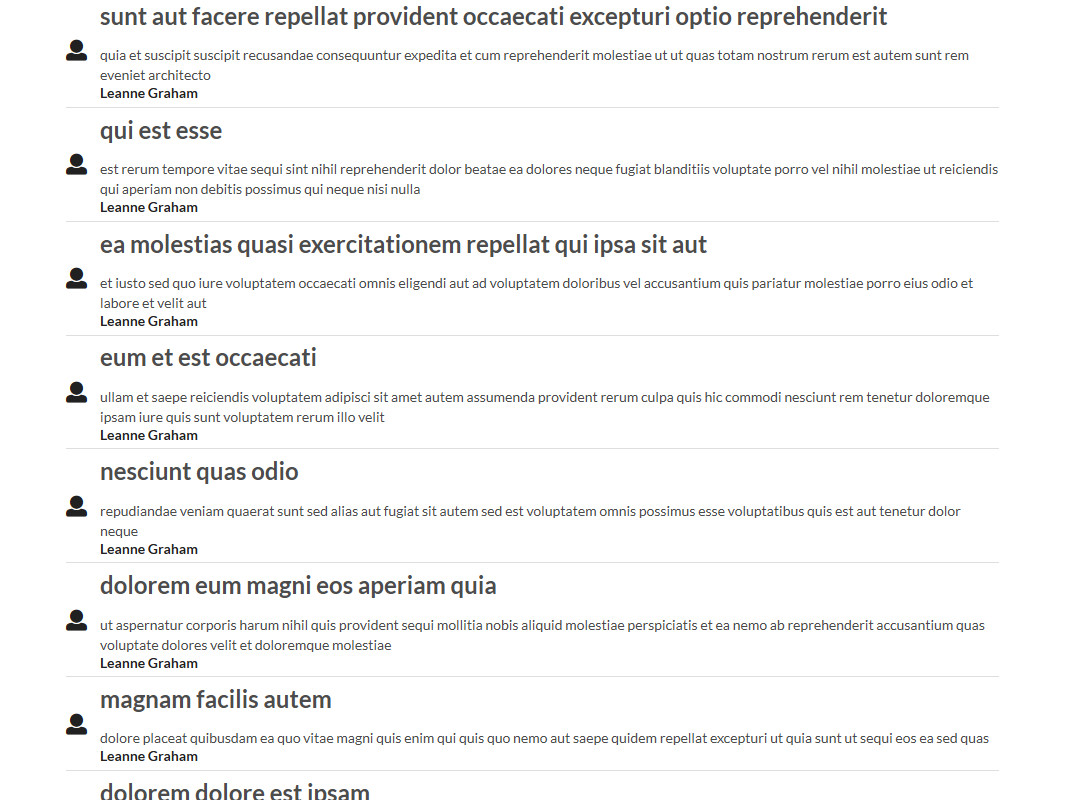 sunt aut facere repellat provident occaecati excepturi optio reprehenderit
quia et suscipit suscipit recusandae consequuntur expedita et cum reprehenderit molestiae ut ut quas totam nostrum rerum est autem sunt rem
eveniet architecto
Leanne Graham
qui est esse
est rerum tempore vitae sequi sint nihil reprehenderit dolor beatae ea dolores neque fugiat blanditiis voluptate porro vel nihil molestiae ut reiciendis
qui aperiam non debitis possimus qui neque nisi nulla
Leanne Graham
ea molestias quasi exercitationem repellat qui ipsa sit aut
et iusto sed quo iure voluptatem occaecati omnis eligendi aut ad voluptatem doloribus vel accusantium quis pariatur molestiae porro eius odio et
labore et velit aut
Leanne Graham
eum et est occaecati
ullam et saepe reiciendis voluptatem adipisci sit amet autem assumenda provident rerum culpa quis hic commodi nesciunt rem tenetur doloremque
ipsam iure quis sunt voluptatem rerum illo velit
Leanne Graham
nesciunt quas odio
repudiandae veniam quaerat sunt sed alias aut fugiat sit autem sed est voluptatem omnis possimus esse voluptatibus quis est aut tenetur dolor
neque
Leanne Graham
dolorem eum magni eos aperiam quia
ut aspernatur corporis harum nihil quis provident sequi mollitia nobis aliquid molestiae perspiciatis et ea nemo ab reprehenderit accusantium quas
voluptate dolores velit et doloremque molestiae
Leanne Graham
magnam facilis autem
dolore placeat quibusdam ea quo vitae magni quis enim qui quis quo nemo aut saepe quidem repellat excepturi ut quia sunt ut sequi eos ea sed quas
Leanne Graham
dolorem dolore est ipsam